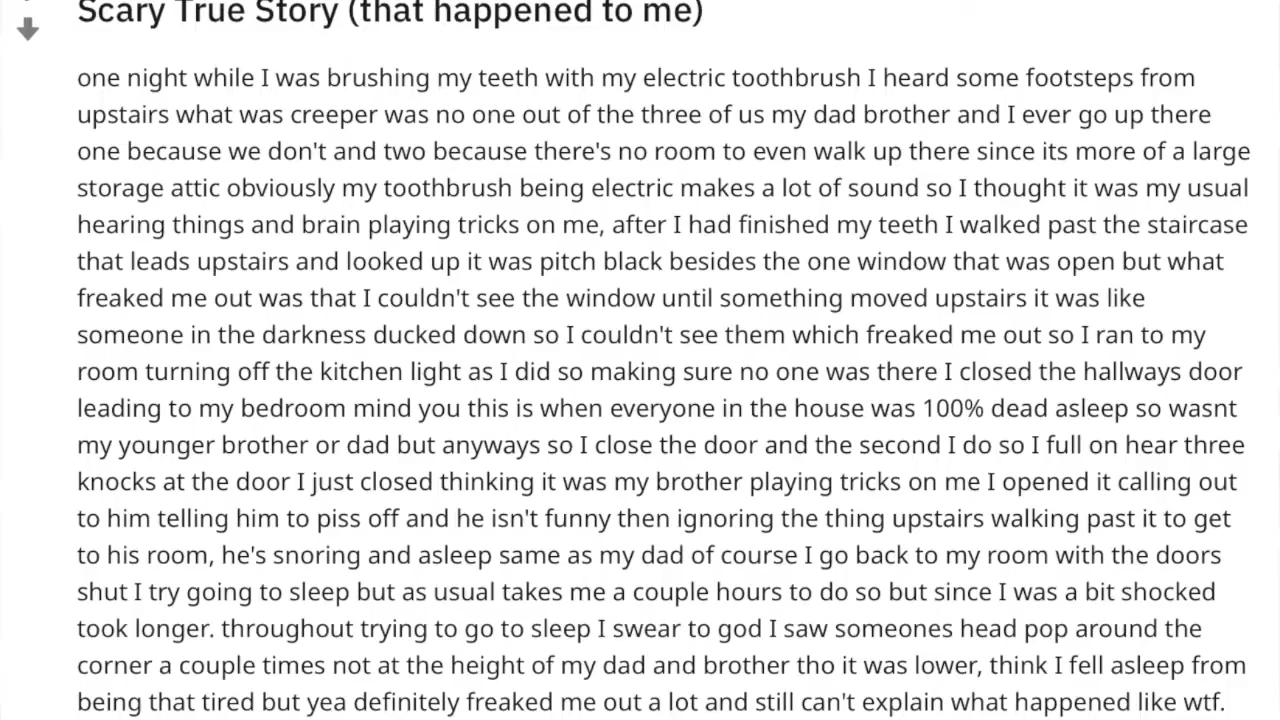 Scary True Story (that happened to me)
one night while I was brushing my teeth with my electric toothbrush I heard some footsteps from
upstairs what was creeper was no one out of the three of us my dad brother and I ever go up there
one because we don't and two because there's no room to even walk up there since its more of a large
storage attic obviously my toothbrush being electric makes a lot of sound so I thought it was my usual
hearing things and brain playing tricks on me, after I had finished my teeth I walked past the staircase
that leads upstairs and looked up it was pitch black besides the one window that was open but what
freaked me out was that I couldn't see the window until something moved upstairs it was like
someone in the darkness ducked down so I couldn't see them which freaked me out so I ran to my
room turning off the kitchen light as I did so making sure no one was there I closed the hallways door
leading to my bedroom mind you this is when everyone in the house was 100% dead asleep so wasnt
my younger brother or dad but anyways so I close the door and the second I do so I full on hear three
knocks at the door I just closed thinking it was my brother playing tricks on me I opened it calling out
to him telling him to piss off and he isn't funny then ignoring the thing upstairs walking past it to get
to his room, he's snoring and asleep same as my dad of course I go back to my room with the doors
shut I try going to sleep but as usual takes me a couple hours to do so but since I was a bit shocked
took longer. throughout trying to go to sleep I swear to god I saw someones head pop around the
corner a couple times not at the height of my dad and brother tho it was lower, think I fell asleep from
being that tired but yea definitely freaked me out a lot and still can't explain what happened like wtf.